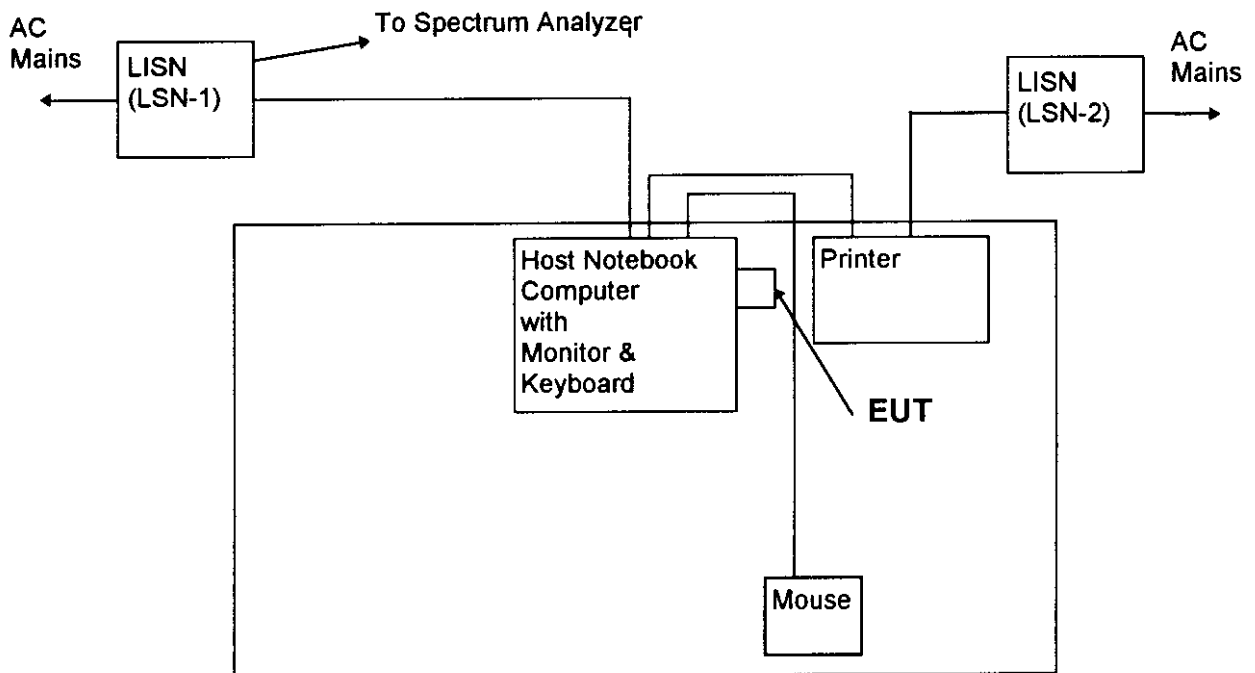 AC
Mains
LISN
(LSN-1)
To Spectrum Analyzer
LISN
(LSN-2)
AC
Mains
Host Notebook
Computer
with
Monitor &
Keyboard
Printer
EUT
Mouse